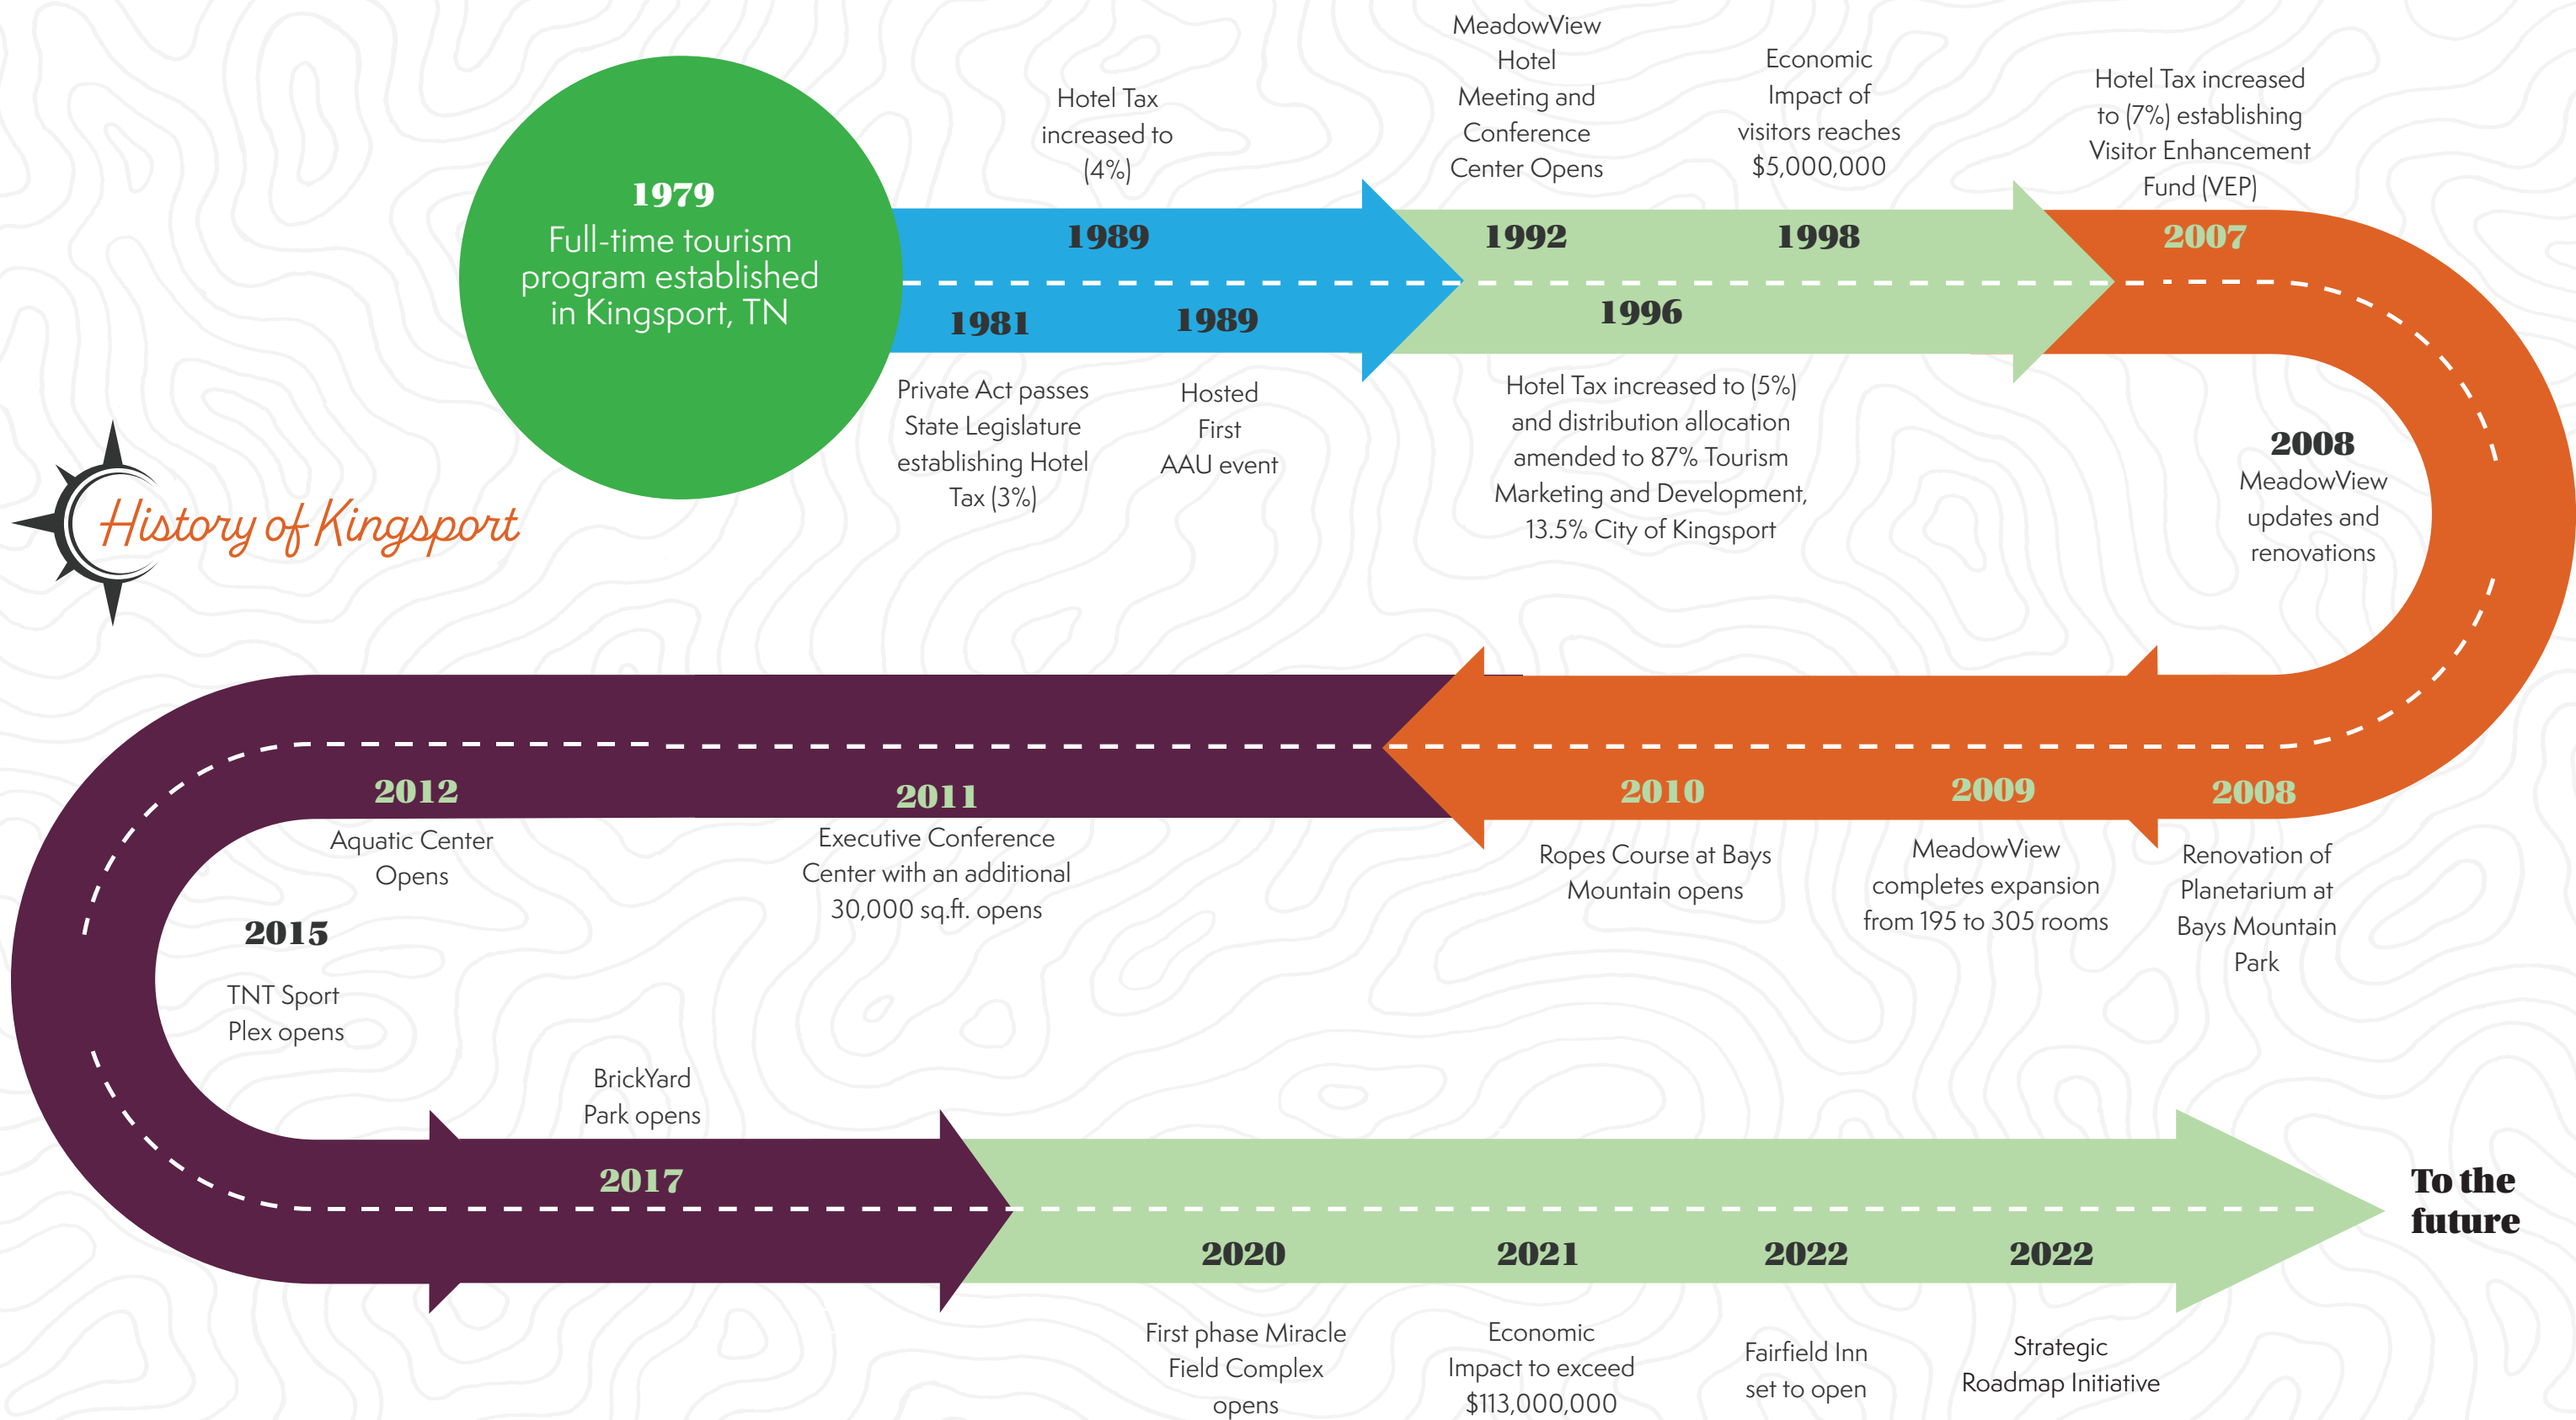 History of Kingsport
1979
Full-time tourism
program established
in Kingsport, TN
1981
Private Act passes
State Legislature
establishing Hotel
Tax (3%)
Hotel Tax
increased to
(4%)
1989
1989
Hosted
First
AAU event
MeadowView
Hotel
Meeting and
Conference
Center Opens
1992
1996
Hotel Tax increased to (5%)
and distribution allocation
amended to 87% Tourism
Marketing and Development,
13.5% City of Kingsport
Economic
Impact of
visitors reaches
$5,000,000
1998
Hotel Tax increased
to (7%) establishing
Visitor Enhancement
Fund (VEP)
2007
2008
MeadowView
updates and
renovations
2008
Renovation of
Planetarium at
Bays Mountain
Park
2009
MeadowView
completes expansion
from 195 to 305 rooms
2010
Ropes Course at Bays
Mountain opens
2011
Executive Conference
Center with an additional
30,000 sq.ft. opens
2012
Aquatic Center
Opens
2015
TNT Sport
Plex opens
BrickYard
Park opens
2017
2020
First phase Miracle
Field Complex
opens
2021
Economic
Impact to exceed
$113,000,000
2022
Fairfield Inn
set to open
2022
Strategic
Roadmap Initiative
To the
future